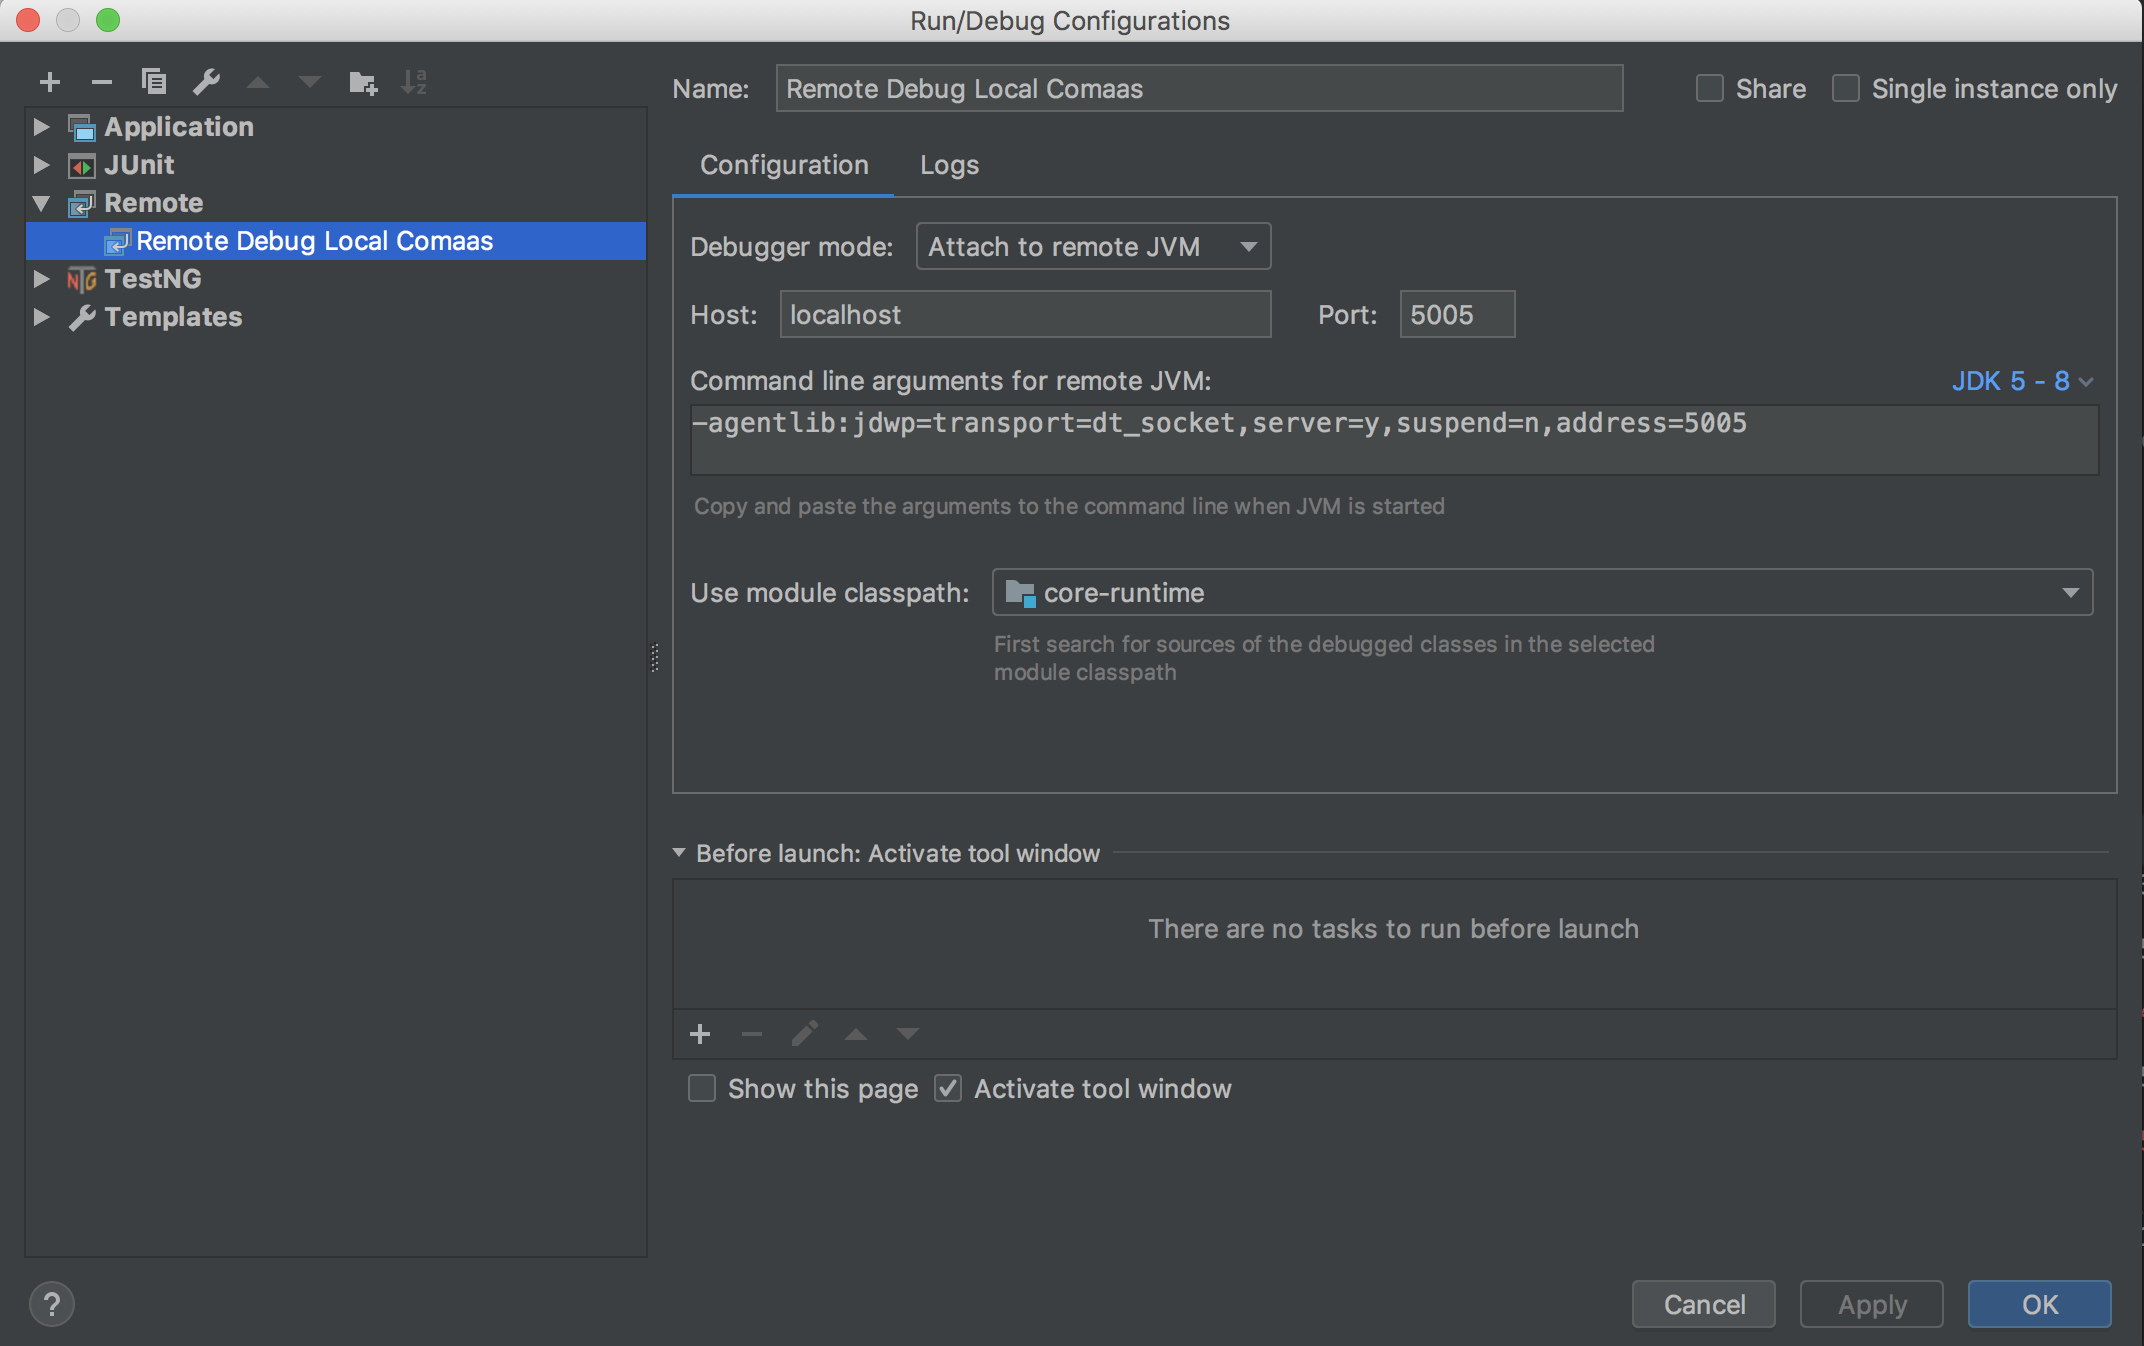 Run/Debug Configurations
Name: Remote Debug Local Comaas Share Single instance only
Application
JUnit
Remote
Remote Debug Local Comaas
TestNG
Templates
Configuration Logs
Debugger mode: Attach to remote JVM
Host: localhost Port: 5005
Command line arguments for remote JVM: JDK 5 - 8
-agentlib:jdwp=transport=dt_socket,server=y,suspend=n,address=5005
Copy and paste the arguments to the command line when JVM is started
Use module classpath: core-runtime
First search for sources of the debugged classes in the selected
module classpath
Before launch: Activate tool window
There are no tasks to run before launch
Show this page Activate tool window
? Cancel Apply OK